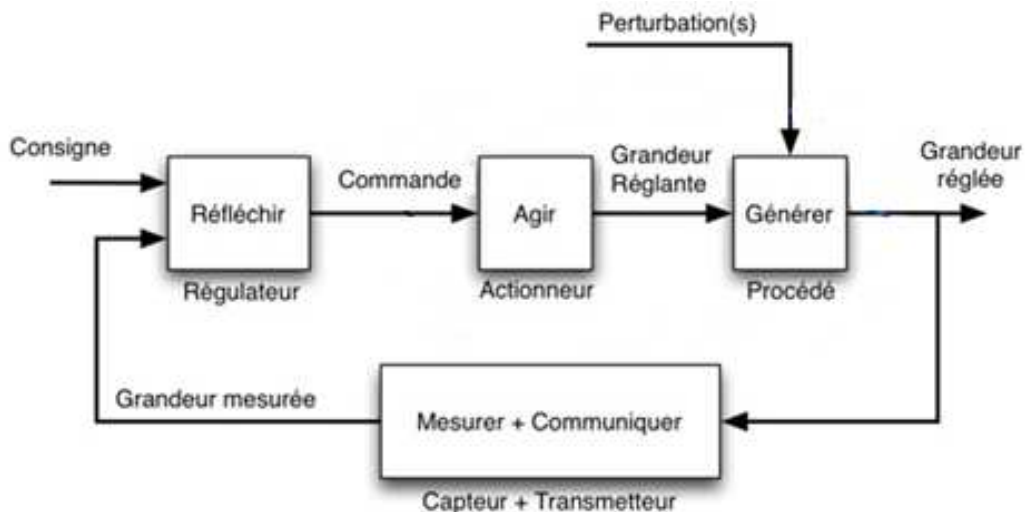 Perturbation(s)
Consigne
Commande
Grandeur
Réglante
Grandeur
réglée
Réfléchir
Agir
Générer
Régulateur
Actionneur
Procédé
Grandeur mesurée
Mesurer + Communiquer
Capteur + Transmetteur